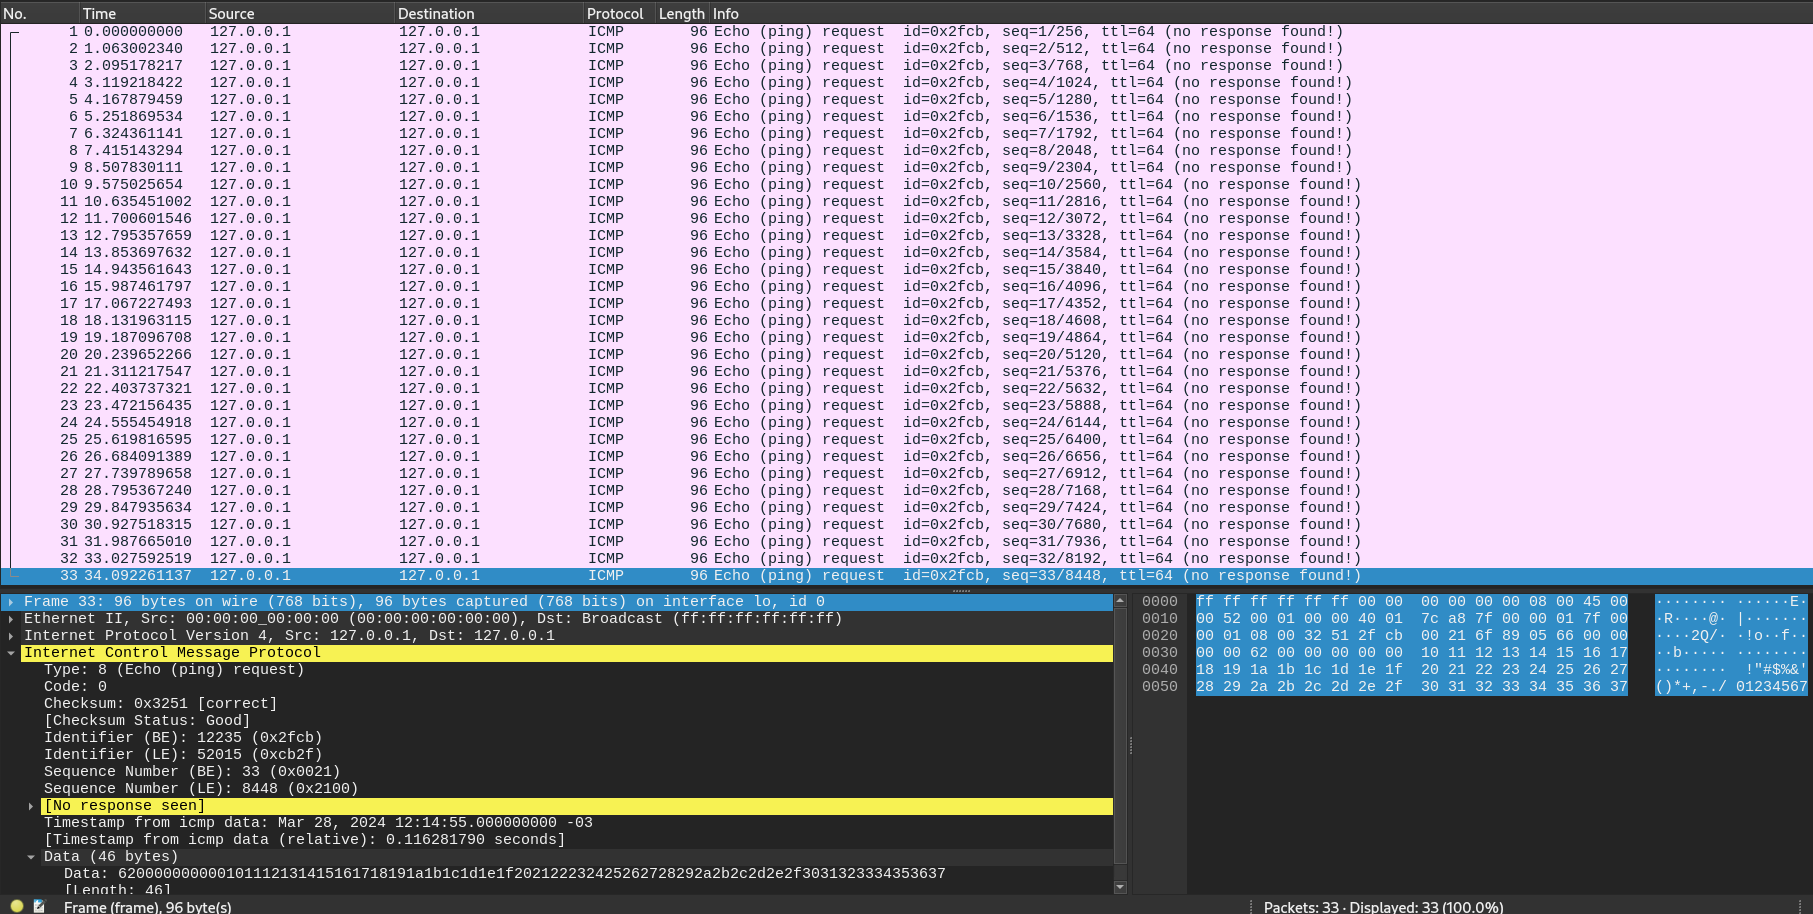 No. Time Source Destination Protocol Length Info
1 0.000000000 127.0.0.1 127.0.0.1 ICMP 96 Echo (ping) request id=0x2fcb, seq=1/256, ttl=64 (no response found!)
2 1.063002340 127.0.0.1 127.0.0.1 ICMP 96 Echo (ping) request id=0x2fcb, seq=2/512, ttl=64 (no response found!)
3 2.095178217 127.0.0.1 127.0.0.1 ICMP 96 Echo (ping) request id=0x2fcb, seq=3/768, ttl=64 (no response found!)
4 3.119218422 127.0.0.1 127.0.0.1 ICMP 96 Echo (ping) request id=0x2fcb, seq=4/1024, ttl=64 (no response found!)
5 4.167879459 127.0.0.1 127.0.0.1 ICMP 96 Echo (ping) request id=0x2fcb, seq=5/1280, ttl=64 (no response found!)
6 5.251869534 127.0.0.1 127.0.0.1 ICMP 96 Echo (ping) request id=0x2fcb, seq=6/1536, ttl=64 (no response found!)
7 6.324361141 127.0.0.1 127.0.0.1 ICMP 96 Echo (ping) request id=0x2fcb, seq=7/1792, ttl=64 (no response found!)
8 7.415143294 127.0.0.1 127.0.0.1 ICMP 96 Echo (ping) request id=0x2fcb, seq=8/2048, ttl=64 (no response found!)
9 8.507830111 127.0.0.1 127.0.0.1 ICMP 96 Echo (ping) request id=0x2fcb, seq=9/2304, ttl=64 (no response found!)
10 9.575025654 127.0.0.1 127.0.0.1 ICMP 96 Echo (ping) request id=0x2fcb, seq=10/2560, ttl=64 (no response found!)
11 10.635451002 127.0.0.1 127.0.0.1 ICMP 96 Echo (ping) request id=0x2fcb, seq=11/2816, ttl=64 (no response found!)
12 11.700601546 127.0.0.1 127.0.0.1 ICMP 96 Echo (ping) request id=0x2fcb, seq=12/3072, ttl=64 (no response found!)
13 12.795357659 127.0.0.1 127.0.0.1 ICMP 96 Echo (ping) request id=0x2fcb, seq=13/3328, ttl=64 (no response found!)
14 13.853697632 127.0.0.1 127.0.0.1 ICMP 96 Echo (ping) request id=0x2fcb, seq=14/3584, ttl=64 (no response found!)
15 14.943561643 127.0.0.1 127.0.0.1 ICMP 96 Echo (ping) request id=0x2fcb, seq=15/3840, ttl=64 (no response found!)
16 15.987461797 127.0.0.1 127.0.0.1 ICMP 96 Echo (ping) request id=0x2fcb, seq=16/4096, ttl=64 (no response found!)
17 17.067227493 127.0.0.1 127.0.0.1 ICMP 96 Echo (ping) request id=0x2fcb, seq=17/4352, ttl=64 (no response found!)
18 18.131963115 127.0.0.1 127.0.0.1 ICMP 96 Echo (ping) request id=0x2fcb, seq=18/4608, ttl=64 (no response found!)
19 19.187096708 127.0.0.1 127.0.0.1 ICMP 96 Echo (ping) request id=0x2fcb, seq=19/4864, ttl=64 (no response found!)
20 20.239652266 127.0.0.1 127.0.0.1 ICMP 96 Echo (ping) request id=0x2fcb, seq=20/5120, ttl=64 (no response found!)
21 21.311217547 127.0.0.1 127.0.0.1 ICMP 96 Echo (ping) request id=0x2fcb, seq=21/5376, ttl=64 (no response found!)
22 22.403737321 127.0.0.1 127.0.0.1 ICMP 96 Echo (ping) request id=0x2fcb, seq=22/5632, ttl=64 (no response found!)
23 23.472156435 127.0.0.1 127.0.0.1 ICMP 96 Echo (ping) request id=0x2fcb, seq=23/5888, ttl=64 (no response found!)
24 24.555454918 127.0.0.1 127.0.0.1 ICMP 96 Echo (ping) request id=0x2fcb, seq=24/6144, ttl=64 (no response found!)
25 25.619816595 127.0.0.1 127.0.0.1 ICMP 96 Echo (ping) request id=0x2fcb, seq=25/6400, ttl=64 (no response found!)
26 26.684091389 127.0.0.1 127.0.0.1 ICMP 96 Echo (ping) request id=0x2fcb, seq=26/6656, ttl=64 (no response found!)
27 27.739789658 127.0.0.1 127.0.0.1 ICMP 96 Echo (ping) request id=0x2fcb, seq=27/6912, ttl=64 (no response found!)
28 28.795367240 127.0.0.1 127.0.0.1 ICMP 96 Echo (ping) request id=0x2fcb, seq=28/7168, ttl=64 (no response found!)
29 29.847935634 127.0.0.1 127.0.0.1 ICMP 96 Echo (ping) request id=0x2fcb, seq=29/7424, ttl=64 (no response found!)
30 30.927518315 127.0.0.1 127.0.0.1 ICMP 96 Echo (ping) request id=0x2fcb, seq=30/7680, ttl=64 (no response found!)
31 31.987665010 127.0.0.1 127.0.0.1 ICMP 96 Echo (ping) request id=0x2fcb, seq=31/7936, ttl=64 (no response found!)
32 33.027592519 127.0.0.1 127.0.0.1 ICMP 96 Echo (ping) request id=0x2fcb, seq=32/8192, ttl=64 (no response found!)
33 34.092261137 127.0.0.1 127.0.0.1 ICMP 96 Echo (ping) request id=0x2fcb, seq=33/8448, ttl=64 (no response found!)
Frame 33: 96 bytes on wire (768 bits), 96 bytes captured (768 bits) on interface lo, id 0
Ethernet II, Src: 00:00:00_00:00:00 (00:00:00:00:00:00), Dst: Broadcast (ff:ff:ff:ff:ff:ff)
Internet Protocol Version 4, Src: 127.0.0.1, Dst: 127.0.0.1
Internet Control Message Protocol
Type: 8 (Echo (ping) request)
Code: 0
Checksum: 0x3251 [correct]
[Checksum Status: Good]
Identifier (BE): 12235 (0x2fcb)
Identifier (LE): 52015 (0xcb2f)
Sequence Number (BE): 33 (0x0021)
Sequence Number (LE): 8448 (0x2100)
[No response seen]
Timestamp from icmp data: Mar 28, 2024 12:14:55.000000000 -03
[Timestamp from icmp data (relative): 0.116281790 seconds]
Data (46 bytes)
Data: 620000000000101112131415161718191a1b1c1d1e1f202122232425262728292a2b2c2d2e2f3031323334353637
[Length: 46]
0000 ff ff ff ff ff ff 00 00 00 00 00 00 08 00 45 00 ········ ······E·
0010 00 52 00 01 00 00 40 01 7c a8 7f 00 00 01 7f 00 ·R····@· |·······
0020 00 01 08 00 32 51 2f cb 00 21 6f 89 05 66 00 00 ····2Q/· ·!o··f··
0030 00 00 62 00 00 00 00 00 10 11 12 13 14 15 16 17 ··b····· ········
0040 18 19 1a 1b 1c 1d 1e 1f 20 21 22 23 24 25 26 27 ········ !"#$%&'
0050 28 29 2a 2b 2c 2d 2e 2f 30 31 32 33 34 35 36 37 ()*+,-./ 01234567
Frame (frame), 96 byte(s) Packets: 33 · Displayed: 33 (100.0%)